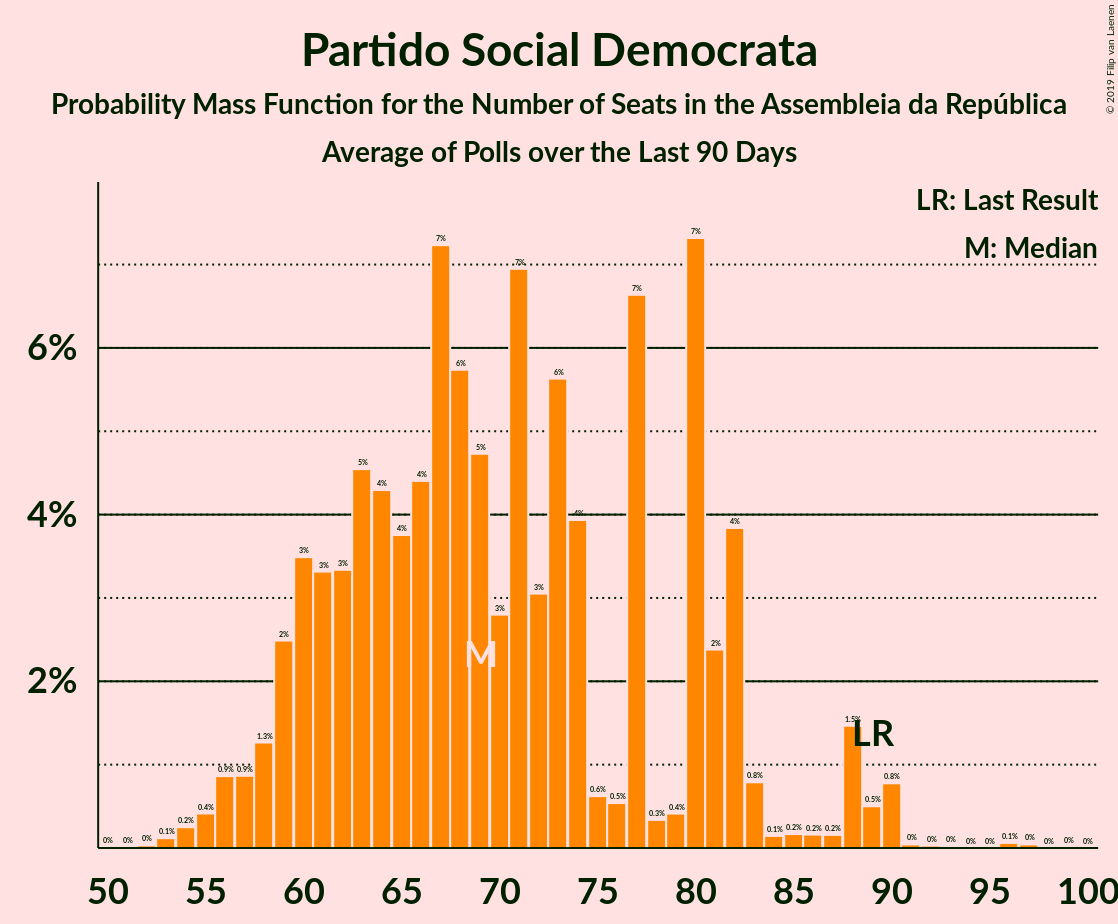 Partido Social Democrata
Probability Mass Function for the Number of Seats in the Assembleia da República
Average of Polls over the Last 90 Days
© 2019 Filip van Laenen
LR: Last Result
M: Median
6%
4%
2%
0% 0% 0% 0.1% 0.2% 0.4% 0.9% 0.9% 1.3% 2% 3% 3% 3% 5% 4% 4% 4% 7% 6% 5% 3% 7% 3% 6% 4% 0.6% 0.5% 7% 0.3% 0.4% 7% 2% 4% 0.8% 0.1% 0.2% 0.2% 0.2% 1.5% 0.5% 0.8% 0% 0% 0% 0% 0% 0.1% 0% 0% 0% 0%
M
LR
50 55 60 65 70 75 80 85 90 95 100